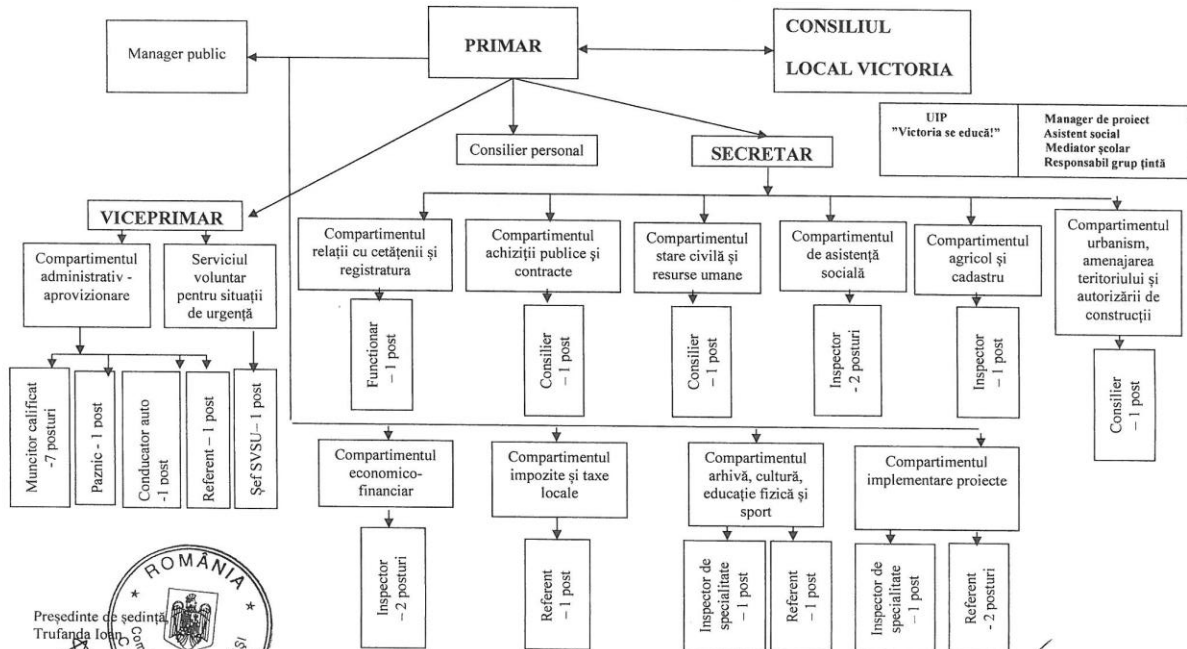 Manager public
PRIMAR
CONSILIUL
LOCAL VICTORIA
UIP
"Victoria se educă!"
Manager de proiect
Asistent social
Mediator școlar
Responsabil grup țintă
Consilier personal
SECRETAR
VICEPRIMAR
Compartimentul
administrativ -
aprovizionare
Serviciul
voluntar
pentru situații
de urgență
Compartimentul
relații cu cetățenii și
registratura
Compartimentul
achiziții publice și
contracte
Compartimentul
stare civilă și
resurse umane
Compartimentul
de asistență
socială
Compartimentul
agricol și
cadastru
Compartimentul
urbanism,
amenajarea
teritoriului și
autorizării de
construcții
Muncitor calificat
-7 posturi
Paznic - 1 post
Conducator auto
-1 post
Referent – 1 post
Șef SVSU– 1 post
Functionar
– 1 post
Consilier
– 1 post
Consilier
– 1 post
Inspector
- 2 posturi
Inspector
– 1 post
Consilier
– 1 post
Compartimentul
economico-
financiar
Compartimentul
impozite și taxe
locale
Compartimentul
arhivă, cultură,
educație fizică și
sport
Compartimentul
implementare proiecte
Inspector
– 2 posturi
Referent
– 1 post
Inspector de
specialitate
– 1 post
Referent
– 1 post
Inspector de
specialitate
– 1 post
Referent
- 2 posturi
Președinte de ședință
Trufanda Ioan
ROMÂNIA